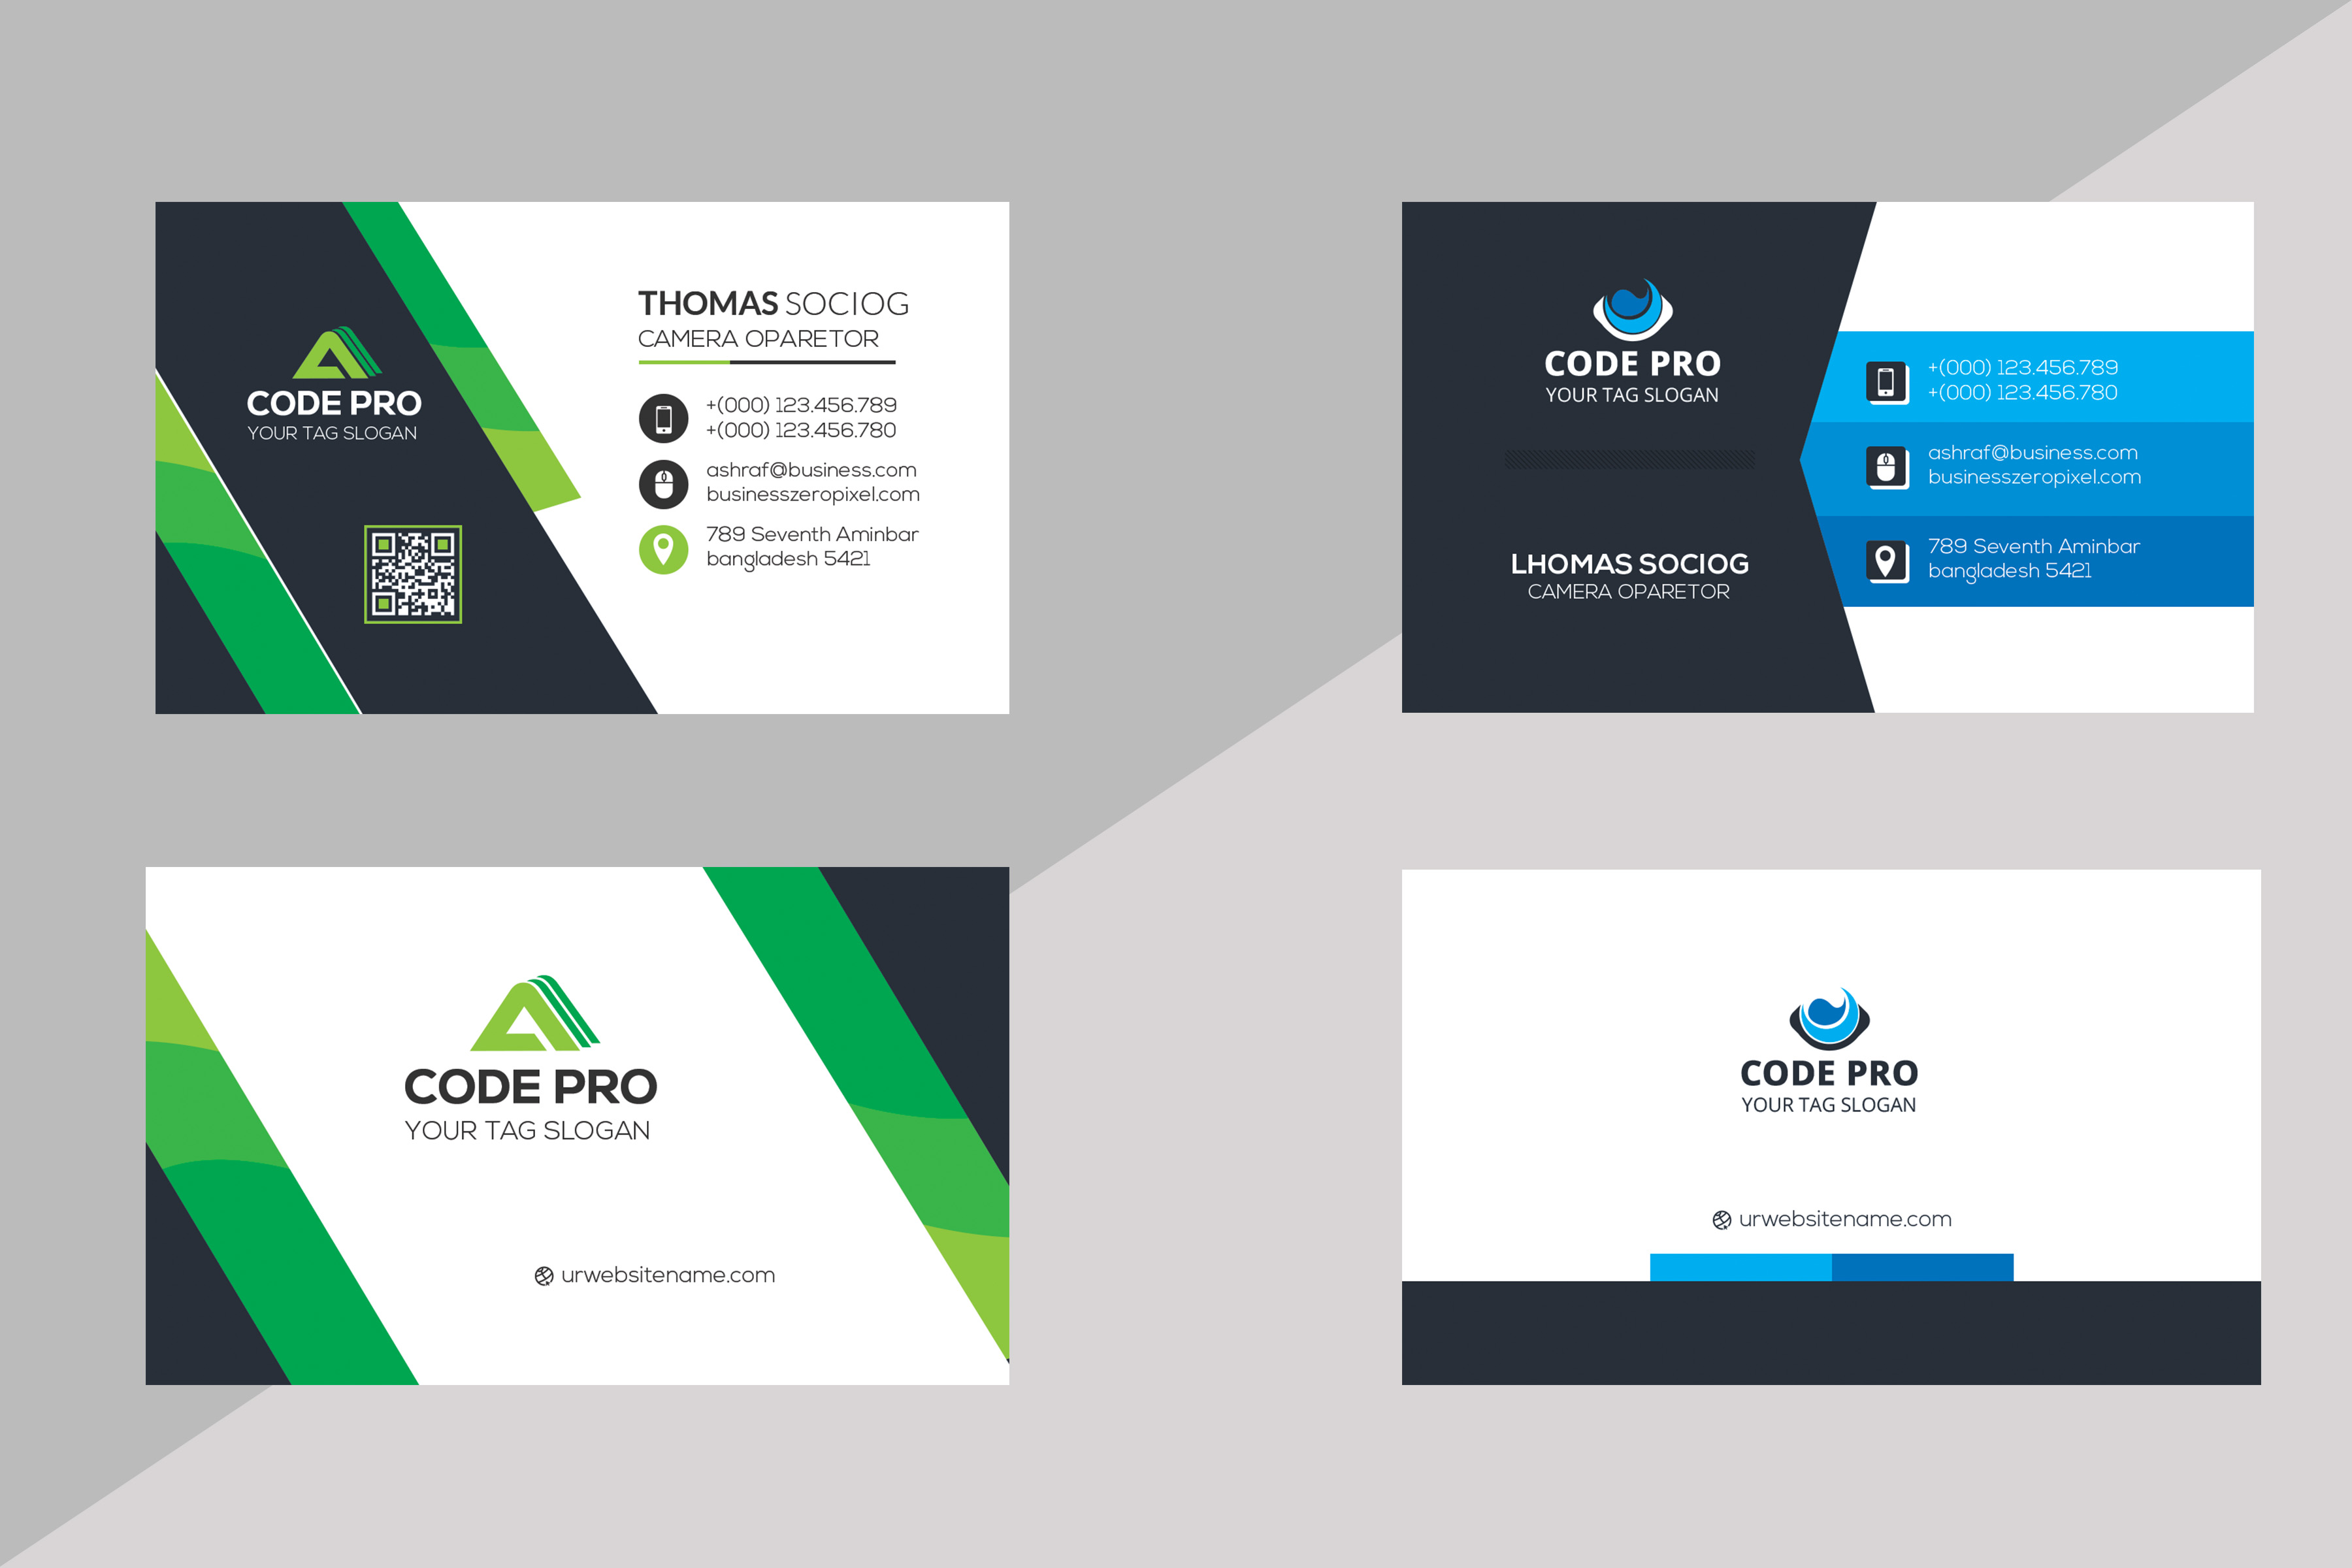 CODE PRO
YOUR TAG SLOGAN
THOMAS SOCIOG
CAMERA OPARETOR
+(000) 123.456.789
+(000) 123.456.780
ashraf@business.com
businesszeropixel.com
789 Seventh Aminbar
bangladesh 5421
CODE PRO
YOUR TAG SLOGAN
LHOMAS SOCIOG
CAMERA OPARETOR
+(000) 123.456.789
+(000) 123.456.780
ashraf@business.com
businesszeropixel.com
789 Seventh Aminbar
bangladesh 5421
CODE PRO
YOUR TAG SLOGAN
urwebsitename.com
CODE PRO
YOUR TAG SLOGAN
urwebsitename.com